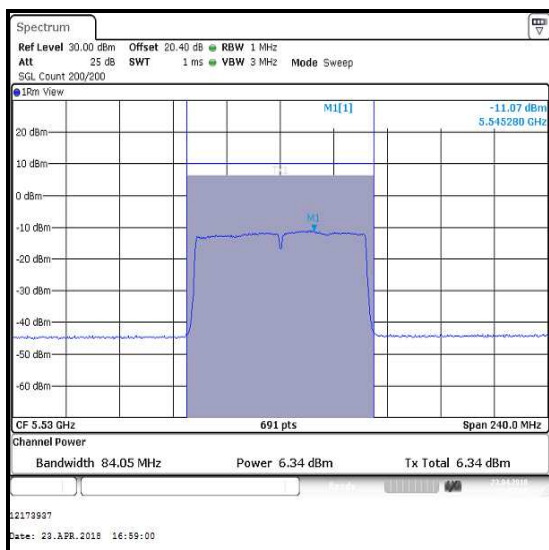 Spectrum
Ref Level 30.00 dBm Offset 20.40 dB RBW 1 MHz
Att 25 dB SWT 1 ms VBW 3 MHz Mode Sweep
SGL Count 200/200
1Rm View
M1[1] -11.07 dBm
5.545280 GHz
20 dBm
10 dBm
0 dBm
M1
-10 dBm
-20 dBm
-30 dBm
-40 dBm
-50 dBm
-60 dBm
CF 5.53 GHz 691 pts Span 240.0 MHz
Channel Power
Bandwidth 84.05 MHz Power 6.34 dBm Tx Total 6.34 dBm
Ready 23.04.2018
12173937
Date: 23.APR.2018 16:59:00